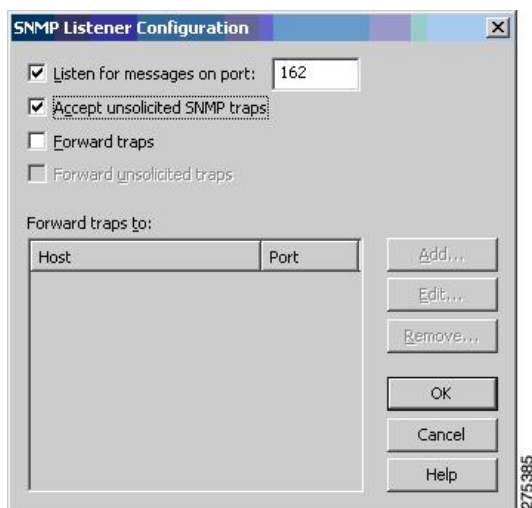 SNMP Listener Configuration
Listen for messages on port: 162
Accept unsolicited SNMP traps
Forward traps
Forward unsolicited traps
Forward traps to:
Host Port
Add...
Edit...
Remove...
OK
Cancel
Help
275385